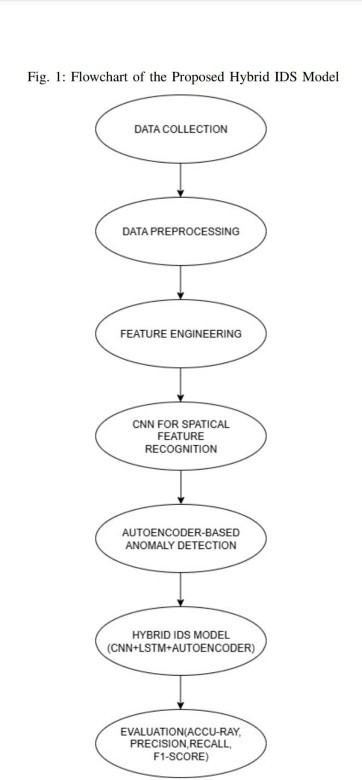 Fig. 1: Flowchart of the Proposed Hybrid IDS Model
DATA COLLECTION
DATA PREPROCESSING
FEATURE ENGINEERING
CNN FOR SPATICAL
FEATURE
RECOGNITION
AUTOENCODER-BASED
ANOMALY DETECTION
HYBRID IDS MODEL
(CNN+LSTM+AUTOENCODER)
EVALUATION(ACCU-RAY,
PRECISION,RECALL,
F1-SCORE)